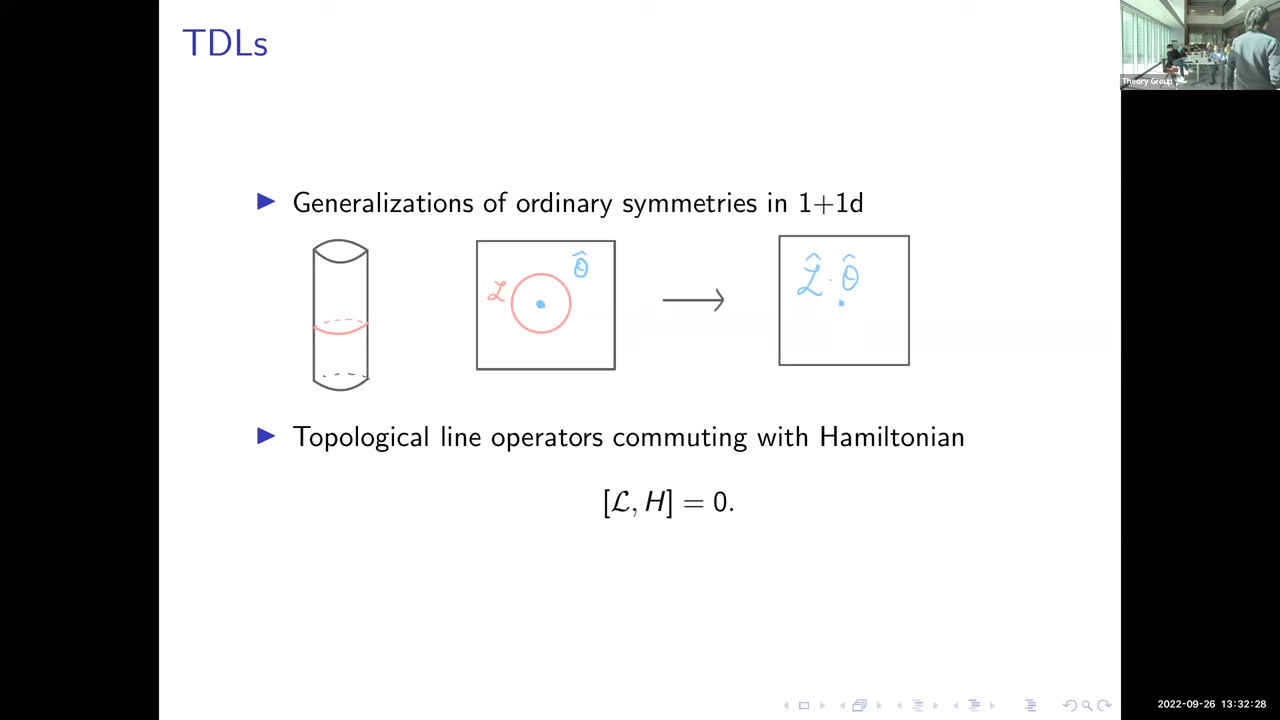 TDLs
Theory Group
▶ Generalizations of ordinary symmetries in 1+1d
ℒ
Ô
ℒ̂ · Ô
▶ Topological line operators commuting with Hamiltonian
[ℒ, H] = 0.
2022-03-26 13:32:28